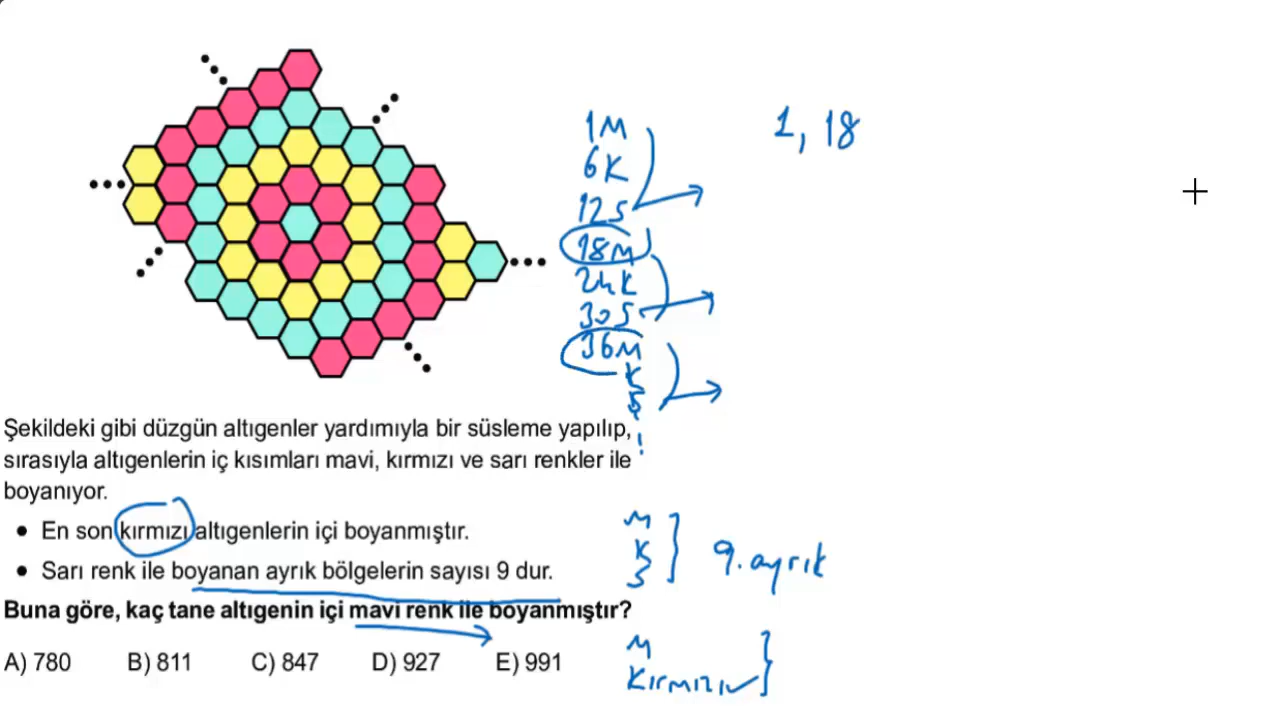 1M
6K
12S
18M
24K
30S
36M
K
S
1, 18
Şekildeki gibi düzgün altıgenler yardımıyla bir süsleme yapılıp,
sırasıyla altıgenlerin iç kısımları mavi, kırmızı ve sarı renkler ile
boyanıyor.
• En son kırmızı altıgenlerin içi boyanmıştır.
• Sarı renk ile boyanan ayrık bölgelerin sayısı 9 dur.
Buna göre, kaç tane altıgenin içi mavi renk ile boyanmıştır?
A) 780 B) 811 C) 847 D) 927 E) 991
M
K
S
9. ayrık
M
Kırmızı